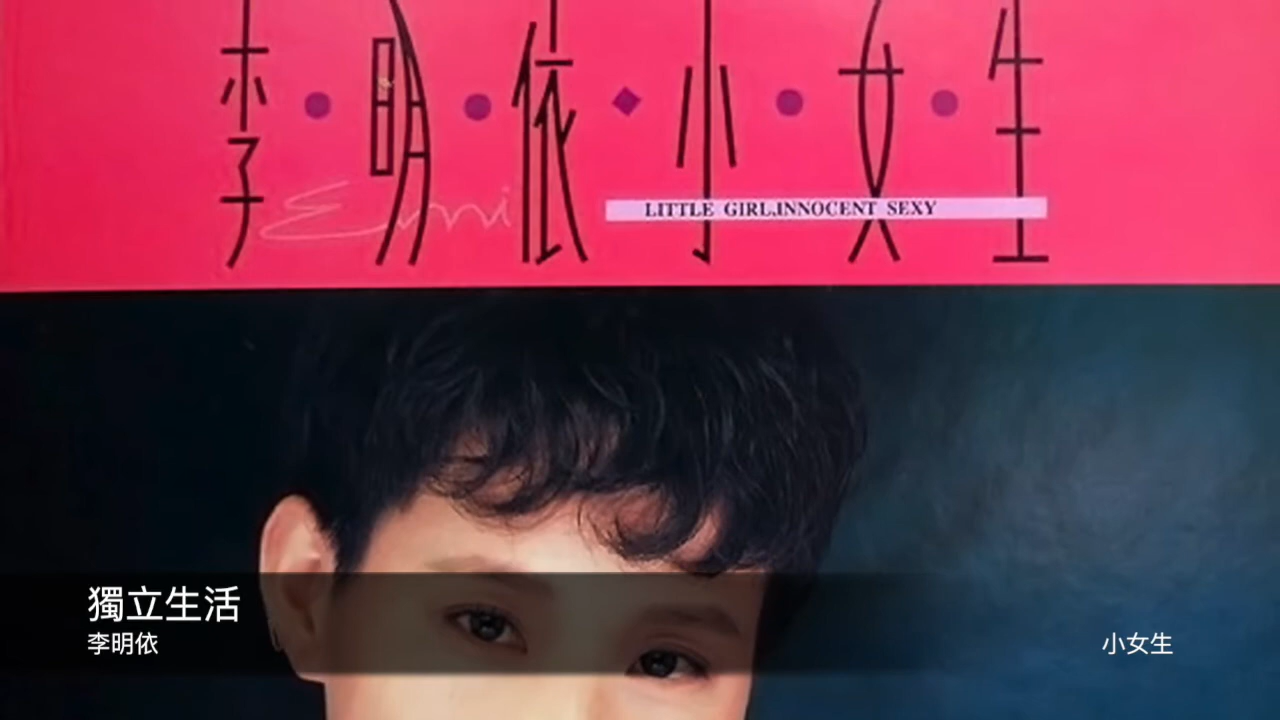 李·明·依◆小·女·生
Emi
LITTLE GIRL,INNOCENT SEXY
獨立生活
李明依
小女生